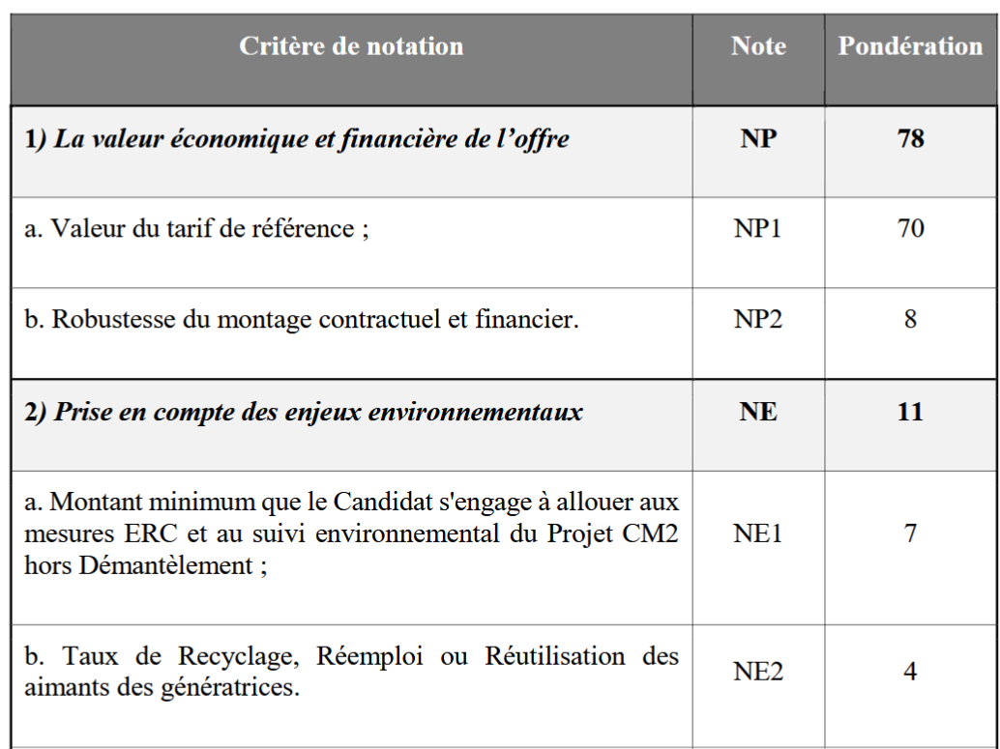 Critère de notation Note Pondération
1) La valeur économique et financière de l’offre NP 78
a. Valeur du tarif de référence ; NP1 70
b. Robustesse du montage contractuel et financier. NP2 8
2) Prise en compte des enjeux environnementaux NE 11
a. Montant minimum que le Candidat s'engage à allouer aux
mesures ERC et au suivi environnemental du Projet CM2
hors Démantèlement ;
NE1 7
b. Taux de Recyclage, Réemploi ou Réutilisation des
aimants des génératrices.
NE2 4